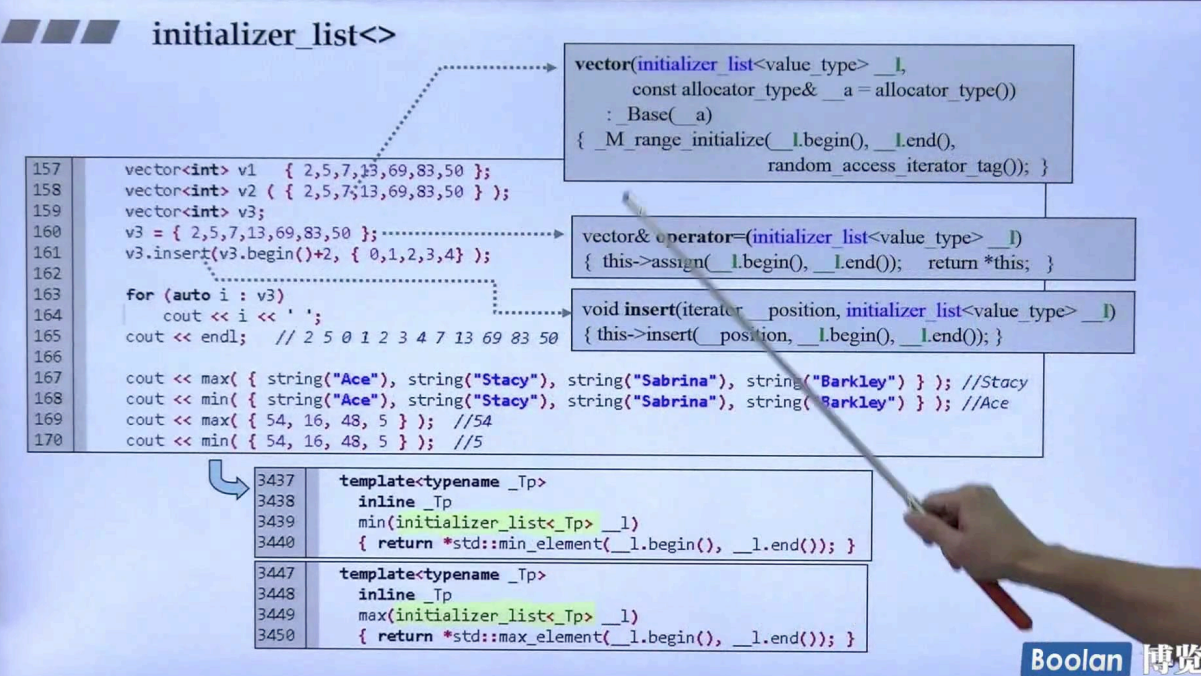 initializer_list<>
vector(initializer_list<value_type> __l,
const allocator_type& __a = allocator_type())
: _Base(__a)
{ _M_range_initialize(__l.begin(), __l.end(),
random_access_iterator_tag()); }
157 vector<int> v1 { 2,5,7,13,69,83,50 };
158 vector<int> v2 ( { 2,5,7,13,69,83,50 } );
159 vector<int> v3;
160 v3 = { 2,5,7,13,69,83,50 };
161 v3.insert(v3.begin()+2, { 0,1,2,3,4} );
162
163 for (auto i : v3)
164 cout << i << ' ';
165 cout << endl; // 2 5 0 1 2 3 4 7 13 69 83 50
166
167 cout << max( { string("Ace"), string("Stacy"), string("Sabrina"), string("Barkley") } ); //Stacy
168 cout << min( { string("Ace"), string("Stacy"), string("Sabrina"), string("Barkley") } ); //Ace
169 cout << max( { 54, 16, 48, 5 } ); //54
170 cout << min( { 54, 16, 48, 5 } ); //5
vector& operator=(initializer_list<value_type> __l)
{ this->assign(__l.begin(), __l.end()); return *this; }
void insert(iterator __position, initializer_list<value_type> __l)
{ this->insert(__position, __l.begin(), __l.end()); }
3437 template<typename _Tp>
3438 inline _Tp
3439 min(initializer_list<_Tp> __l)
3440 { return *std::min_element(__l.begin(), __l.end()); }
3447 template<typename _Tp>
3448 inline _Tp
3449 max(initializer_list<_Tp> __l)
3450 { return *std::max_element(__l.begin(), __l.end()); }
Boolan 博览